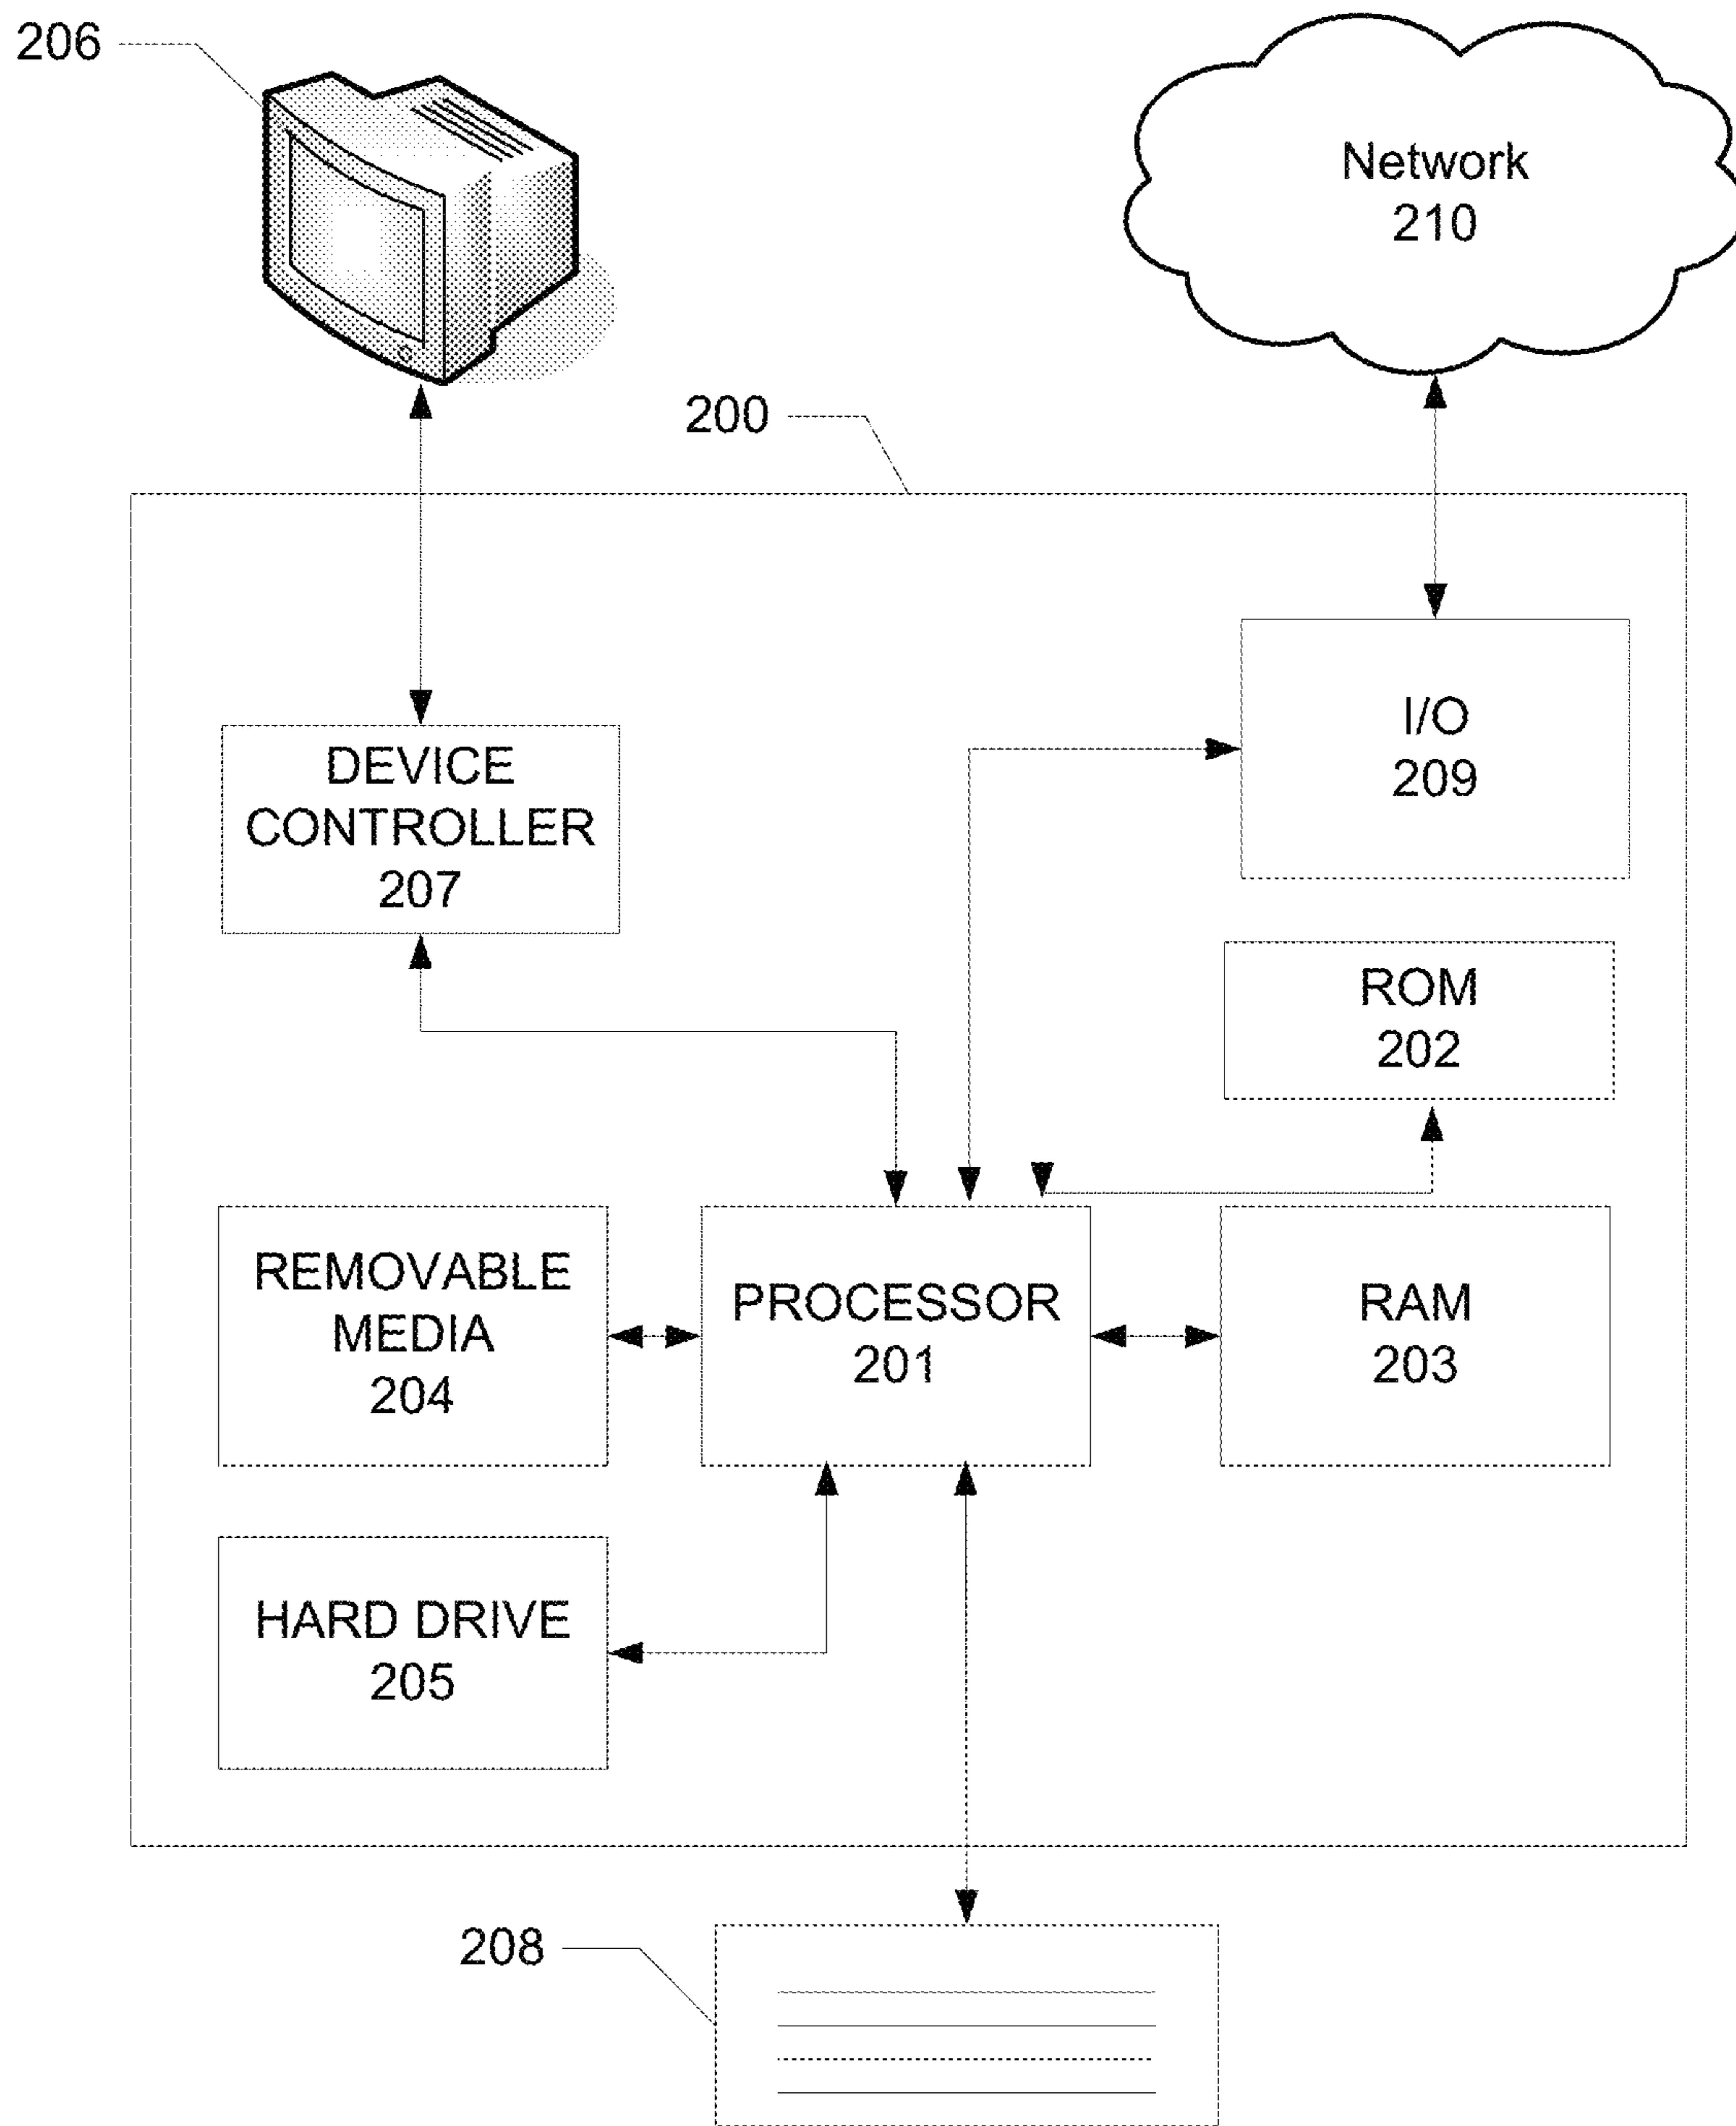 206
Network
210
200
I/O
209
DEVICE
CONTROLLER
207
ROM
202
REMOVABLE
MEDIA
204
PROCESSOR
201
RAM
203
HARD DRIVE
205
208